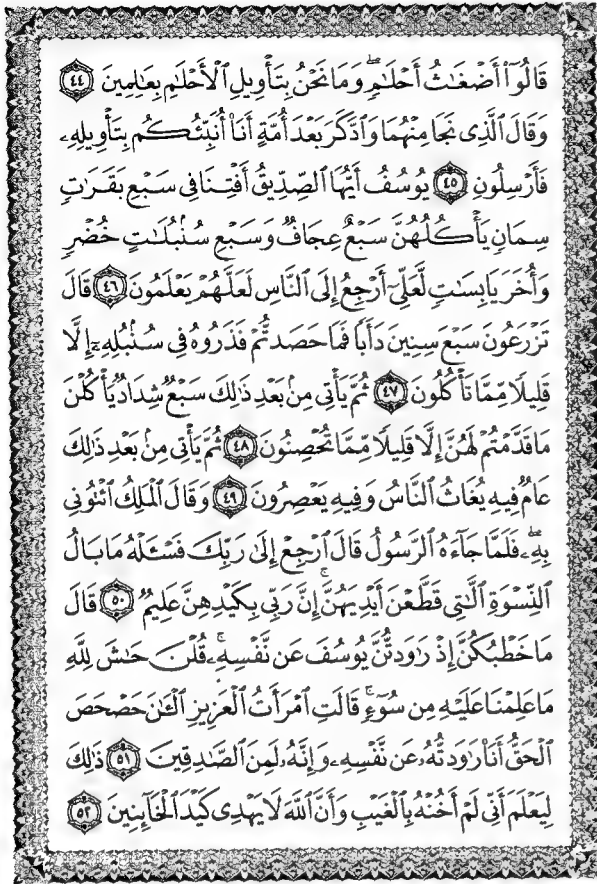 قَالُوٓا۟ أَضْغَـٰثُ أَحْلَـٰمٍۢ ۖ وَمَا نَحْنُ بِتَأْوِيلِ ٱلْأَحْلَـٰمِ بِعَـٰلِمِينَ ٤٤
وَقَالَ ٱلَّذِى نَجَا مِنْهُمَا وَٱدَّكَرَ بَعْدَ أُمَّةٍ أَنَا۠ أُنَبِّئُكُم بِتَأْوِيلِهِۦ
فَأَرْسِلُونِ ٤٥ يُوسُفُ أَيُّهَا ٱلصِّدِّيقُ أَفْتِنَا فِى سَبْعِ بَقَرَٰتٍۢ
سِمَانٍۢ يَأْكُلُهُنَّ سَبْعٌ عِجَافٌۭ وَسَبْعِ سُنۢبُلَـٰتٍ خُضْرٍۢ
وَأُخَرَ يَابِسَـٰتٍۢ لَّعَلِّىٓ أَرْجِعُ إِلَى ٱلنَّاسِ لَعَلَّهُمْ يَعْلَمُونَ ٤٦ قَالَ
تَزْرَعُونَ سَبْعَ سِنِينَ دَأَبًۭا فَمَا حَصَدتُّمْ فَذَرُوهُ فِى سُنۢبُلِهِۦٓ إِلَّا
قَلِيلًۭا مِّمَّا تَأْكُلُونَ ٤٧ ثُمَّ يَأْتِى مِنۢ بَعْدِ ذَٰلِكَ سَبْعٌۭ شِدَادٌۭ يَأْكُلْنَ
مَا قَدَّمْتُمْ لَهُنَّ إِلَّا قَلِيلًۭا مِّمَّا تُحْصِنُونَ ٤٨ ثُمَّ يَأْتِى مِنۢ بَعْدِ ذَٰلِكَ
عَامٌۭ فِيهِ يُغَاثُ ٱلنَّاسُ وَفِيهِ يَعْصِرُونَ ٤٩ وَقَالَ ٱلْمَلِكُ ٱئْتُونِى
بِهِۦ ۖ فَلَمَّا جَآءَهُ ٱلرَّسُولُ قَالَ ٱرْجِعْ إِلَىٰ رَبِّكَ فَسْـَٔلْهُ مَا بَالُ
ٱلنِّسْوَةِ ٱلَّـٰتِى قَطَّعْنَ أَيْدِيَهُنَّ ۚ إِنَّ رَبِّى بِكَيْدِهِنَّ عَلِيمٌۭ ٥٠ قَالَ
مَا خَطْبُكُنَّ إِذْ رَٰوَدتُّنَّ يُوسُفَ عَن نَّفْسِهِۦ ۚ قُلْنَ حَـٰشَ لِلَّهِ
مَا عَلِمْنَا عَلَيْهِ مِن سُوٓءٍۢ ۚ قَالَتِ ٱمْرَأَتُ ٱلْعَزِيزِ ٱلْـَٔـٰنَ حَصْحَصَ
ٱلْحَقُّ أَنَا۠ رَٰوَدتُّهُۥ عَن نَّفْسِهِۦ وَإِنَّهُۥ لَمِنَ ٱلصَّـٰدِقِينَ ٥١ ذَٰلِكَ
لِيَعْلَمَ أَنِّى لَمْ أَخُنْهُ بِٱلْغَيْبِ وَأَنَّ ٱللَّهَ لَا يَهْدِى كَيْدَ ٱلْخَآئِنِينَ ٥٢